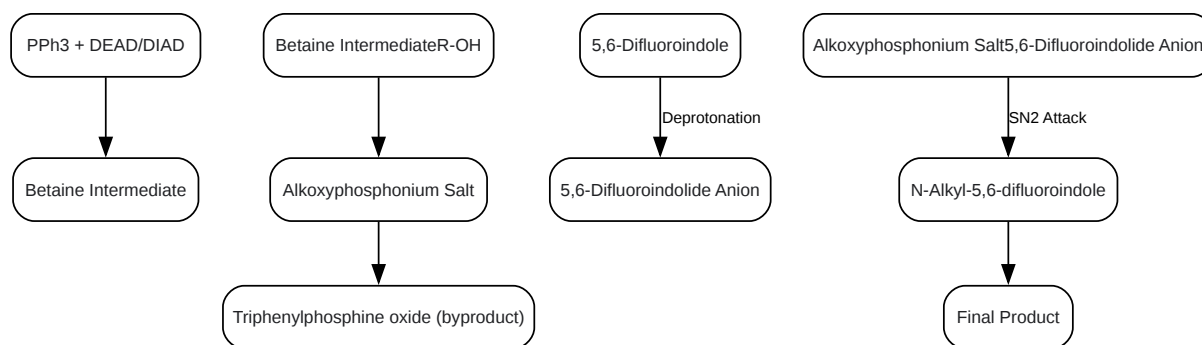 PPh3 + DEAD/DIAD
Betaine IntermediateR-OH
5,6-Difluoroindole
Alkoxyphosphonium Salt5,6-Difluoroindolide Anion
Deprotonation
SN2 Attack
Betaine Intermediate
Alkoxyphosphonium Salt
5,6-Difluoroindolide Anion
N-Alkyl-5,6-difluoroindole
Triphenylphosphine oxide (byproduct)
Final Product